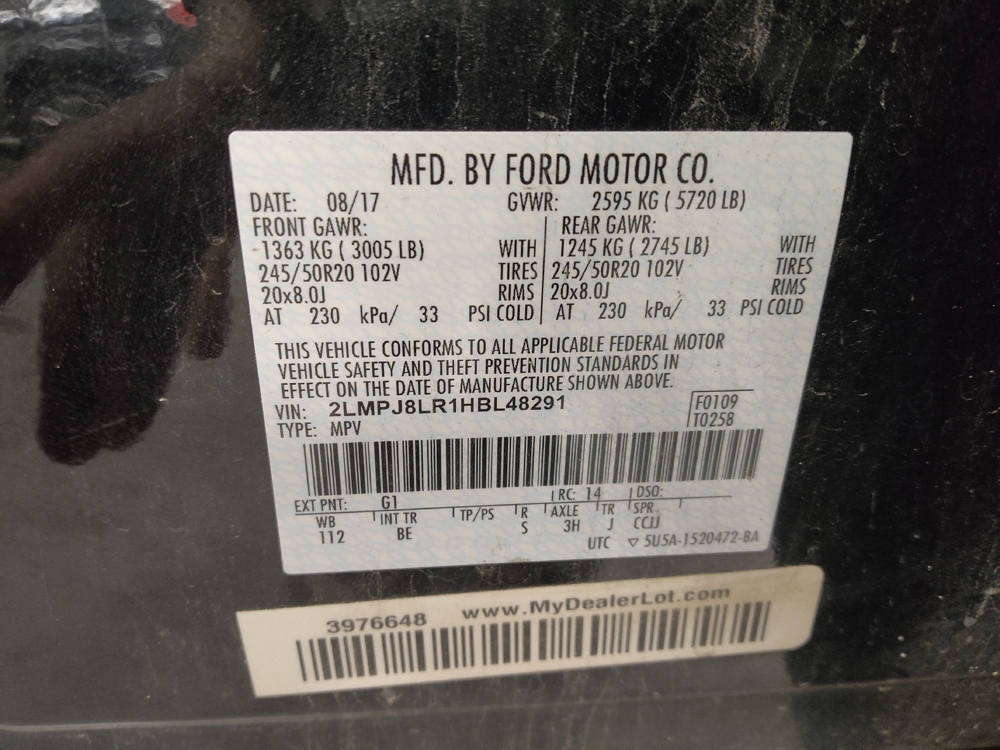 MFD. BY FORD MOTOR CO.
DATE: 08/17 GVWR: 2595 KG ( 5720 LB)
FRONT GAWR: REAR GAWR:
1363 KG ( 3005 LB) WITH 1245 KG ( 2745 LB) WITH
245/50R20 102V TIRES 245/50R20 102V TIRES
20x8.0J RIMS 20x8.0J RIMS
AT 230 kPa/ 33 PSI COLD AT 230 kPa/ 33 PSI COLD
THIS VEHICLE CONFORMS TO ALL APPLICABLE FEDERAL MOTOR
VEHICLE SAFETY AND THEFT PREVENTION STANDARDS IN
EFFECT ON THE DATE OF MANUFACTURE SHOWN ABOVE.
VIN: 2LMPJ8LR1HBL48291 F0109
TYPE: MPV T0258
EXT PNT: G1 RC: 14 DSO:
WB INT TR TP/PS R AXLE TR SPR
112 BE S 3H J CCJJ
UTC ▽ 5U5A-1520472-BA
3976648 www.MyDealerLot.com